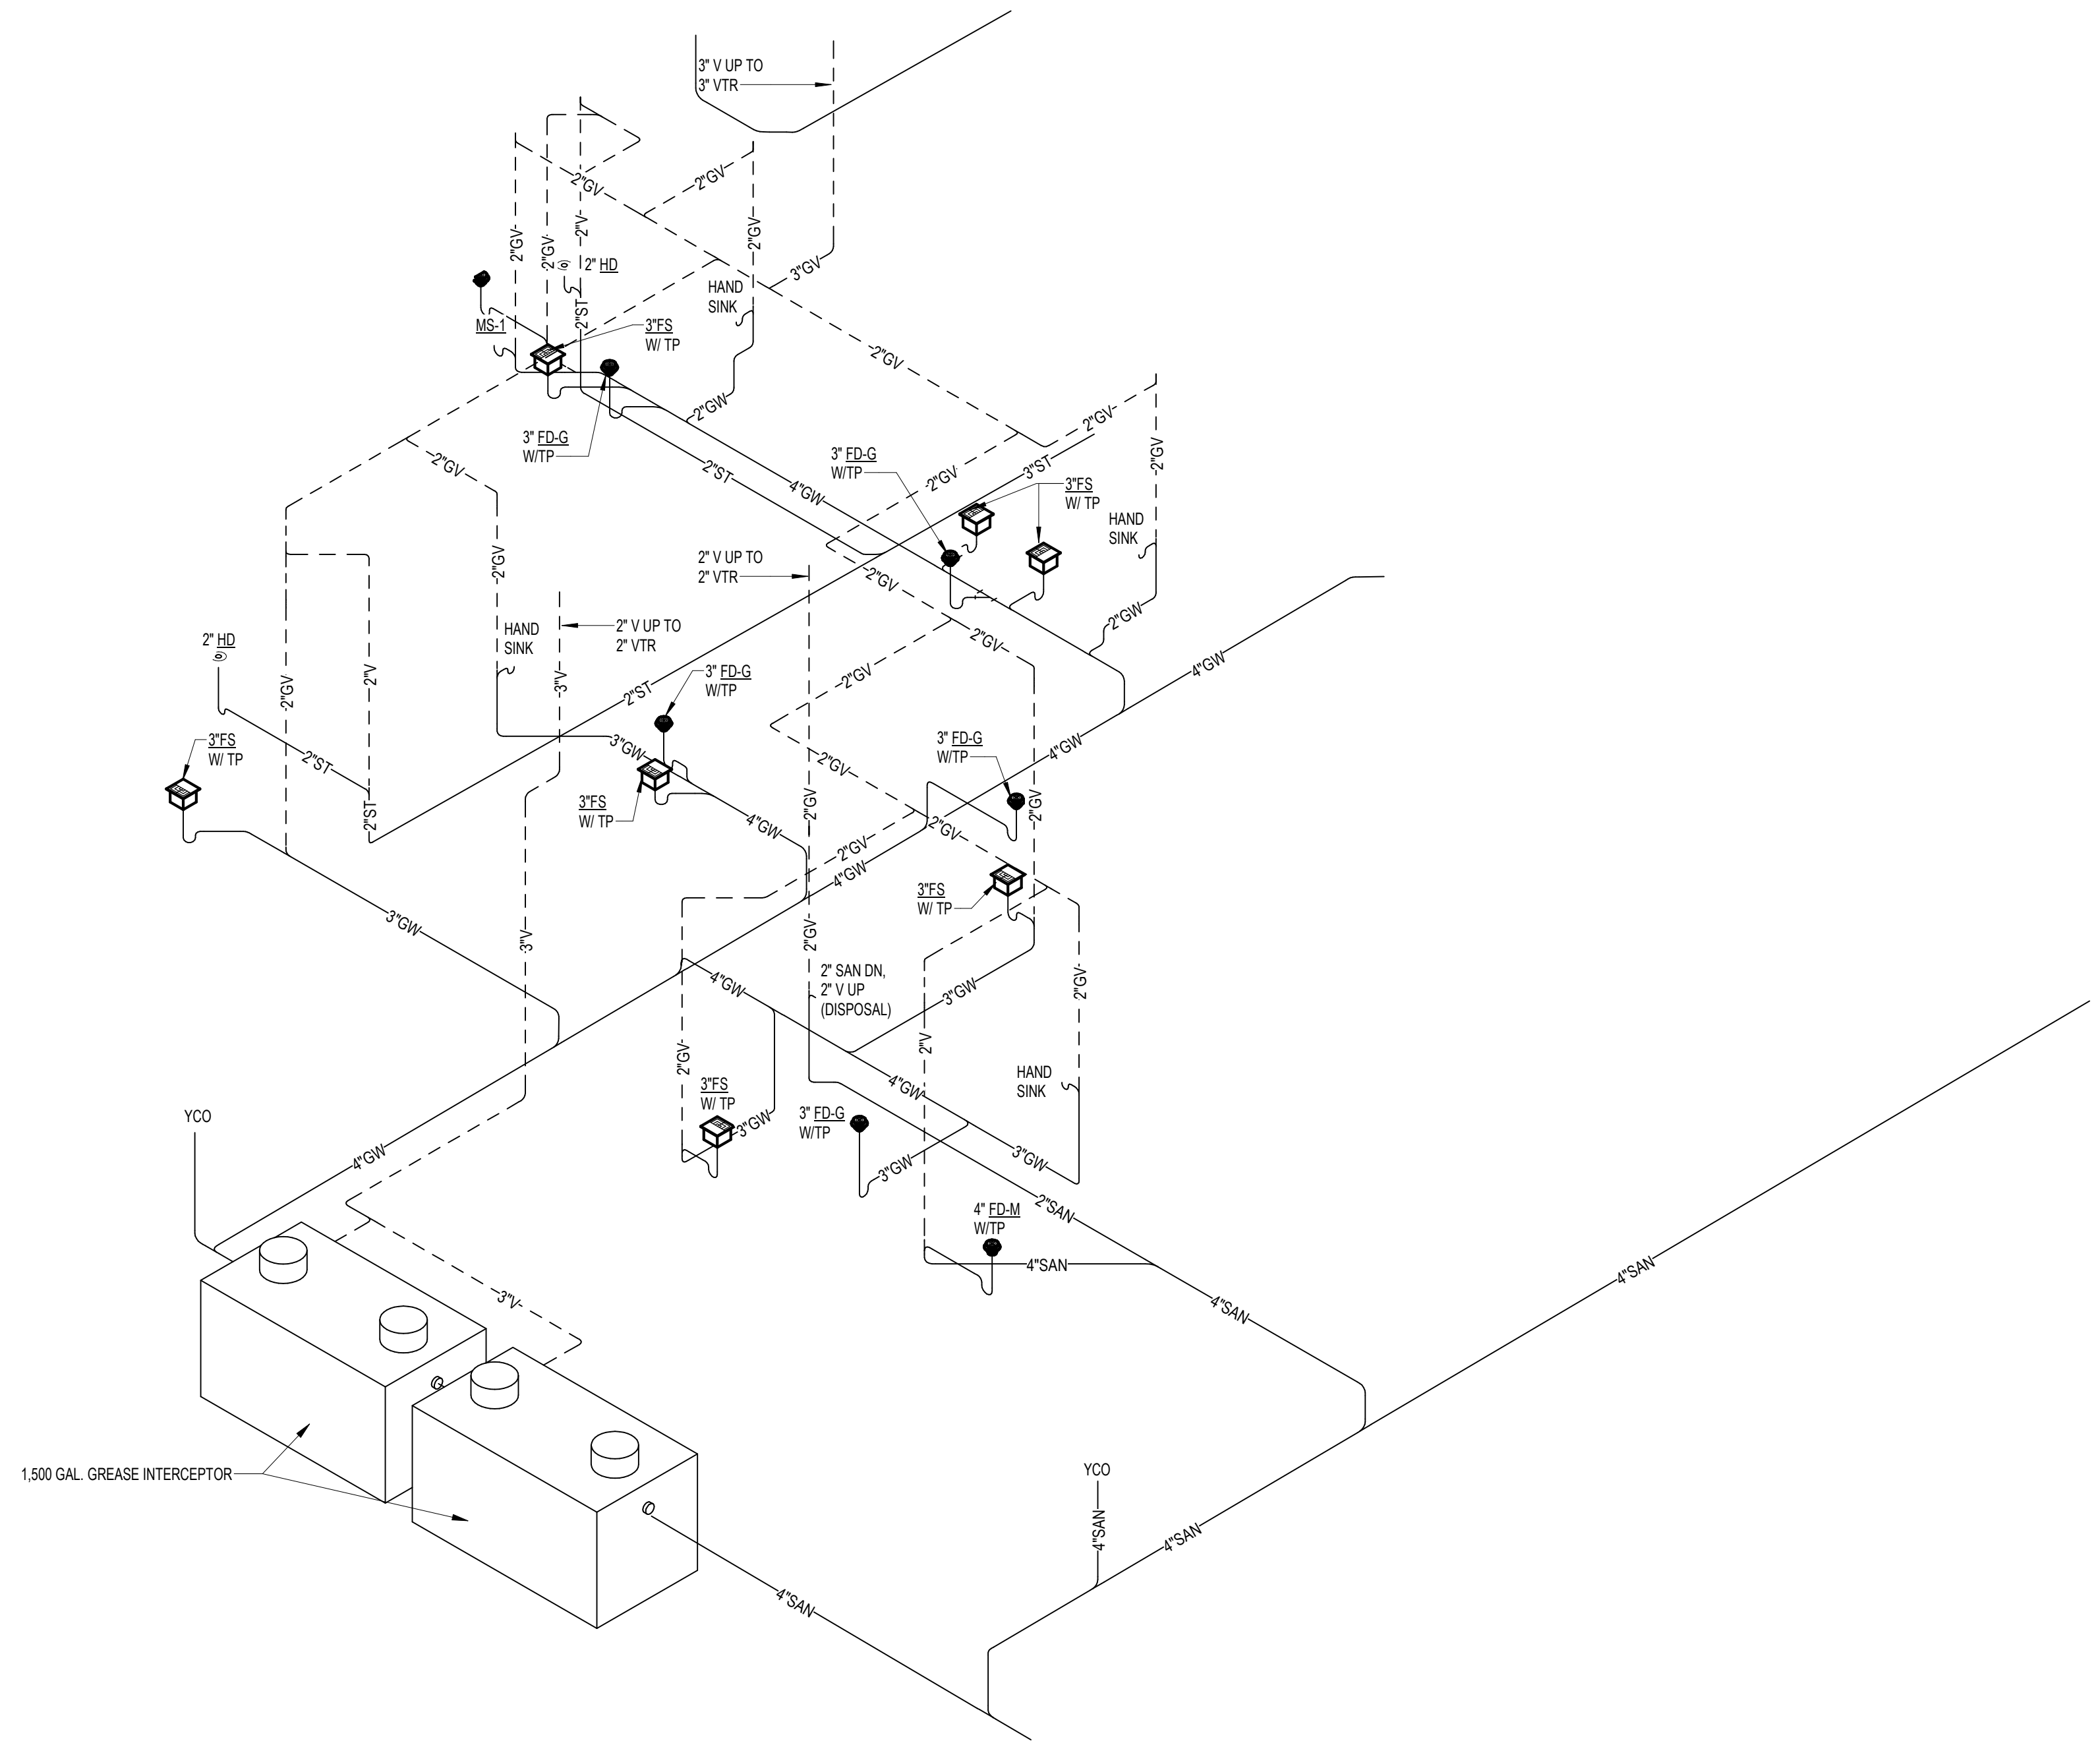 3" V UP TO
3" VTR
2"GV
2"GV
2"V
2"GV
2"GV
2"GV
3"GV
2" HD
HAND
SINK
2"ST
MS-1
3"FS
W/ TP
2"GV
2"GW
2"GV
3" FD-G
W/TP
2"GV
2"ST
4"GW
3" FD-G
W/TP
2"GV
3"ST
2"GV
3"FS
W/ TP
HAND
SINK
2"GV
2" V UP TO
2" VTR
2"GV
2"GW
HAND
SINK
2" V UP TO
2" VTR
2"GV
2" HD
2"GV
2"V
3"V
2"ST
3" FD-G
W/TP
2"GV
4"GW
3"FS
W/ TP
2"ST
3"GW
2"GV
3" FD-G
W/TP
4"GW
2"ST
3"FS
W/ TP
4"GW
2"GV
2"GV
2"GV
2"GV
4"GW
3"FS
W/ TP
3"GW
3"V
2"GV
4"GW
2" SAN DN,
2" V UP
(DISPOSAL)
3"GW
2"GV
2"GV
2"V
3"FS
W/ TP
4"GW
HAND
SINK
YCO
3"GW
3" FD-G
W/TP
4"GW
3"GW
3"GW
2"SAN
4" FD-M
W/TP
4"SAN
4"SAN
3"V
4"SAN
1,500 GAL. GREASE INTERCEPTOR
YCO
4"SAN
4"SAN
4"SAN